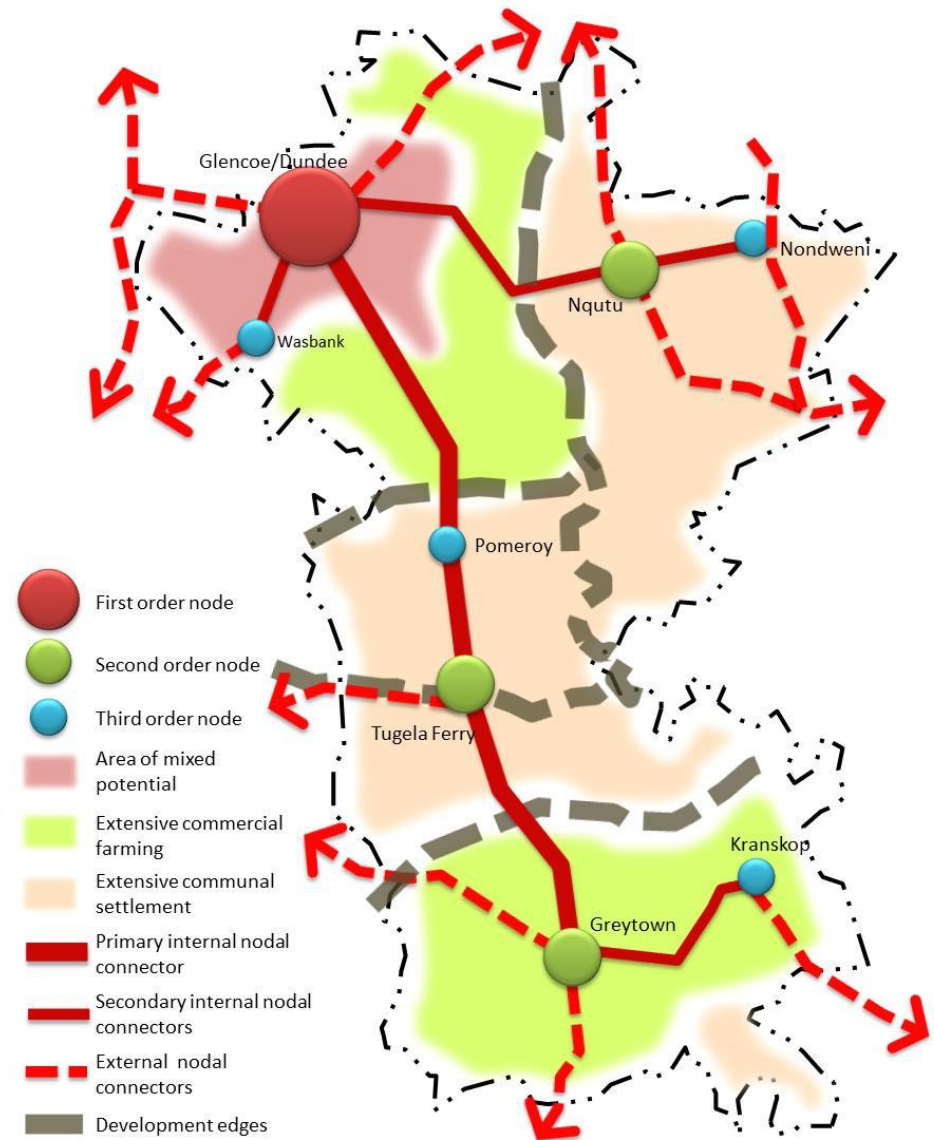 Glencoe/Dundee
Nondweni
Nqutu
Wasbank
Pomeroy
Tugela Ferry
Kranskop
Greytown
First order node
Second order node
Third order node
Area of mixed
potential
Extensive commercial
farming
Extensive communal
settlement
Primary internal nodal
connector
Secondary internal nodal
connectors
External nodal
connectors
Development edges